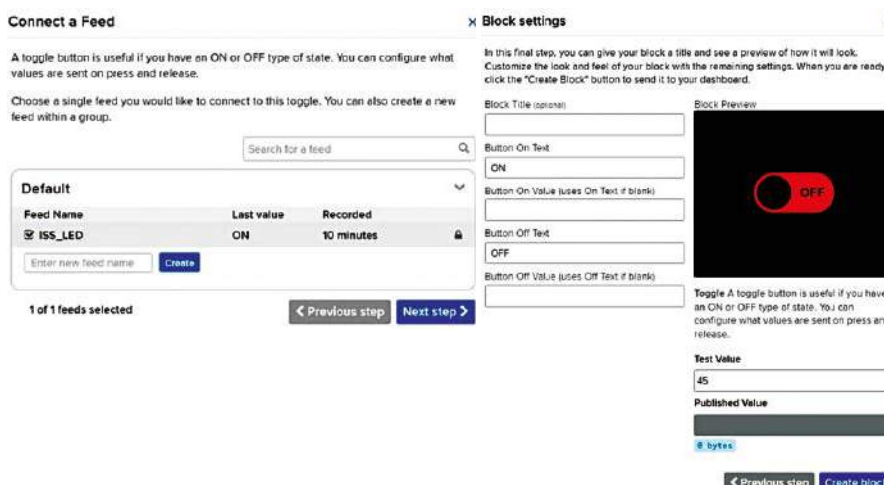 Connect a Feed
×
A toggle button is useful if you have an ON or OFF type of state. You can configure what
values are sent on press and release.
Choose a single feed you would like to connect to this toggle. You can also create a new
feed within a group.
Search for a feed
Default
Feed Name Last value Recorded
ISS_LED ON 10 minutes
Enter new feed name Create
1 of 1 feeds selected
< Previous step Next step >
Block settings
In this final step, you can give your block a title and see a preview of how it will look.
Customize the look and feel of your block with the remaining settings. When you are ready
click the "Create Block" button to send it to your dashboard.
Block Title (optional)
Button On Text
ON
Button On Value (uses On Text if blank)
Button Off Text
OFF
Button Off Value (uses Off Text if blank)
Block Preview
OFF
Toggle A toggle button is useful if you have
an ON or OFF type of state. You can
configure what values are sent on press an
release.
Test Value
45
Published Value
0 bytes
< Previous step Create bloc